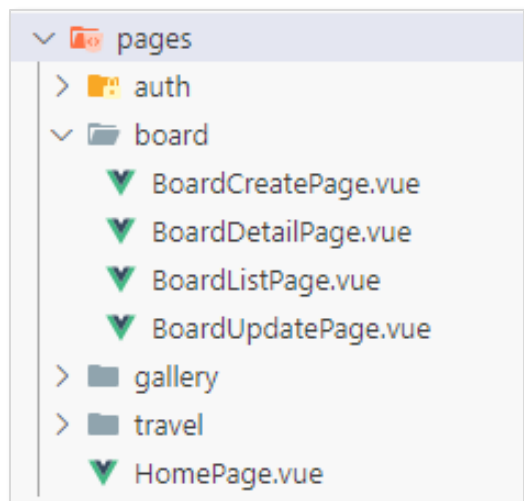 pages
auth
board
BoardCreatePage.vue
BoardDetailPage.vue
BoardListPage.vue
BoardUpdatePage.vue
gallery
travel
HomePage.vue